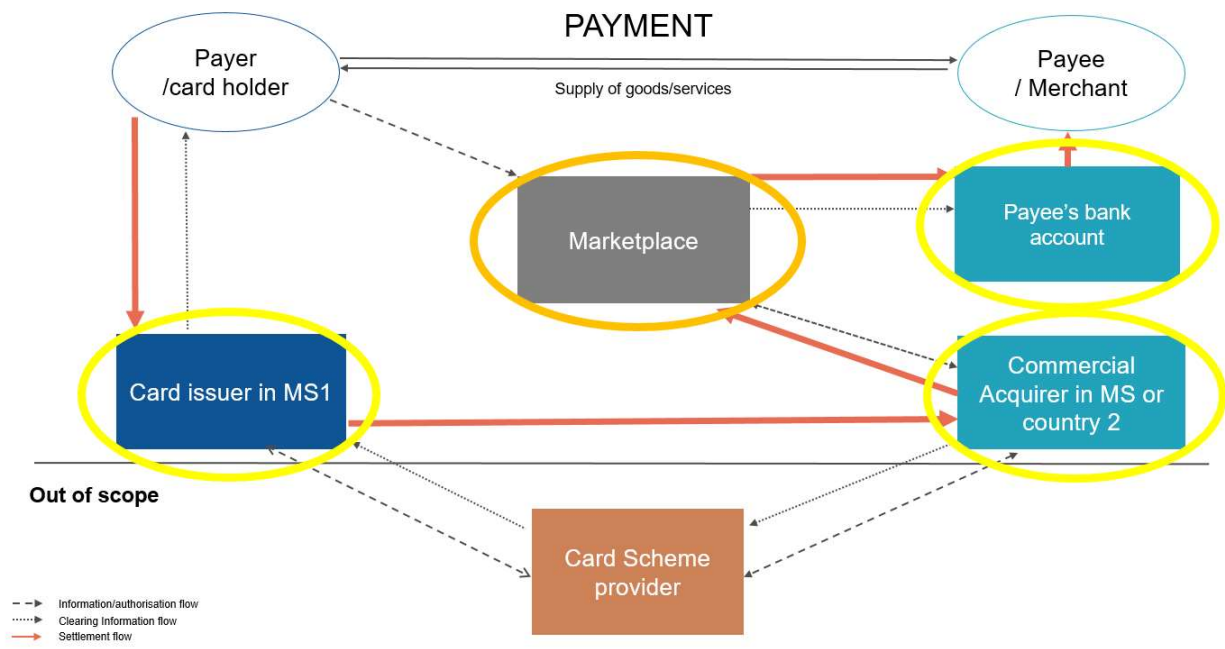 PAYMENT
Payer
/card holder
Supply of goods/services
Payee
/ Merchant
Marketplace
Payee's bank
account
Card issuer in MS1
Commercial
Acquirer in MS or
country 2
Out of scope
Card Scheme
provider
Information/authorisation flow
Clearing Information flow
Settlement flow